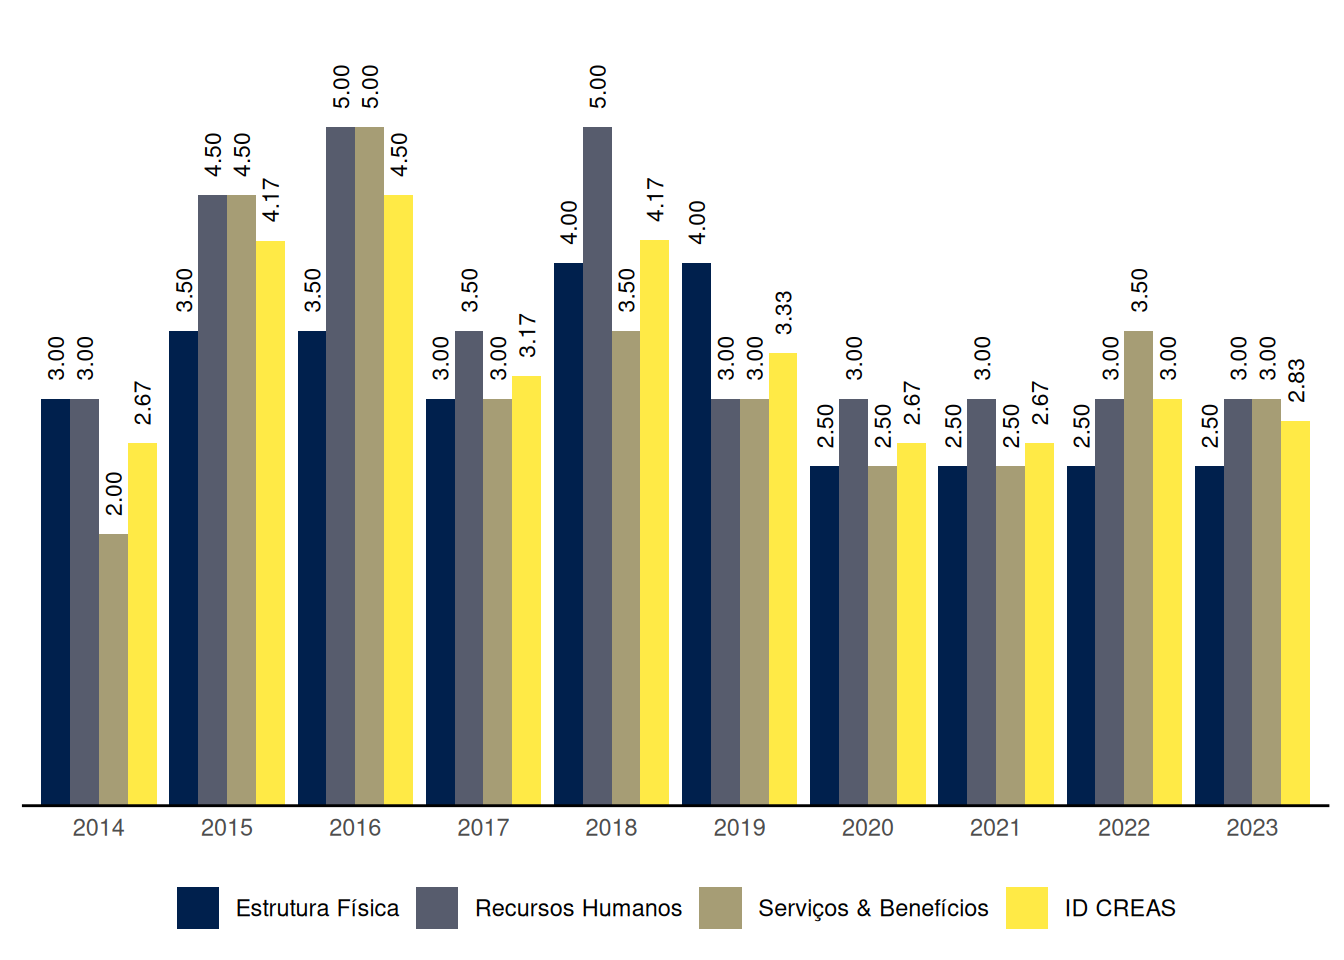 3.00 3.00 2.00 2.67
3.50 4.50 4.50 4.17
3.50 5.00 5.00 4.50
3.00 3.50 3.00 3.17
4.00 5.00 3.50 4.17
4.00 3.00 3.00 3.33
2.50 3.00 2.50 2.67
2.50 3.00 2.50 2.67
2.50 3.00 3.50 3.00
2.50 3.00 3.00 2.83
2014 2015 2016 2017 2018 2019 2020 2021 2022 2023
Estrutura Física Recursos Humanos Serviços & Benefícios ID CREAS